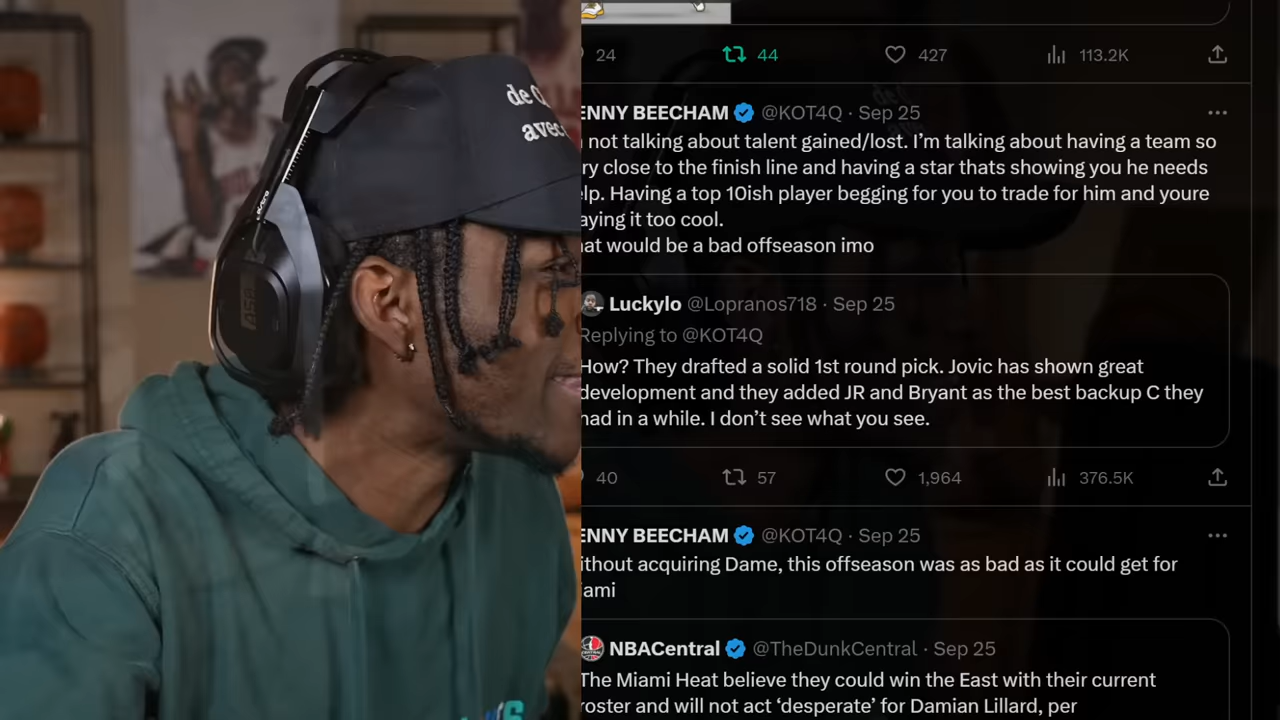 de
avec
24 44 427 113.2K
ENNY BEECHAM @KOT4Q · Sep 25
not talking about talent gained/lost. I’m talking about having a team so
ry close to the finish line and having a star thats showing you he needs
elp. Having a top 10ish player begging for you to trade for him and youre
aying it too cool.
hat would be a bad offseason imo
Luckylo @Lopranos718 · Sep 25
Replying to @KOT4Q
How? They drafted a solid 1st round pick. Jovic has shown great
development and they added JR and Bryant as the best backup C they
had in a while. I don’t see what you see.
40 57 1,964 376.5K
ENNY BEECHAM @KOT4Q · Sep 25
ithout acquiring Dame, this offseason was as bad as it could get for
iami
NBACentral @TheDunkCentral · Sep 25
The Miami Heat believe they could win the East with their current
roster and will not act ‘desperate’ for Damian Lillard, per